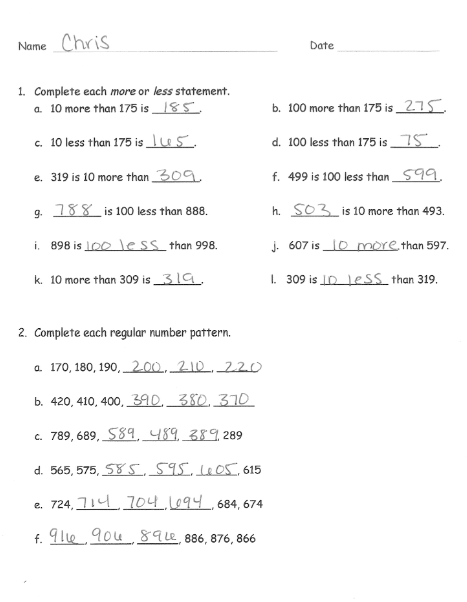 Name Chris Date
1. Complete each more or less statement.
a. 10 more than 175 is 185. b. 100 more than 175 is 275.
c. 10 less than 175 is 165. d. 100 less than 175 is 75.
e. 319 is 10 more than 309. f. 499 is 100 less than 599.
g. 788 is 100 less than 888. h. 503 is 10 more than 493.
i. 898 is 100 less than 998. j. 607 is 10 more than 597.
k. 10 more than 309 is 319. l. 309 is 10 less than 319.
2. Complete each regular number pattern.
a. 170, 180, 190, 200, 210, 220
b. 420, 410, 400, 390, 380, 370
c. 789, 689, 589, 489, 389, 289
d. 565, 575, 585, 595, 605, 615
e. 724, 714, 704, 694, 684, 674
f. 916, 906, 896, 886, 876, 866